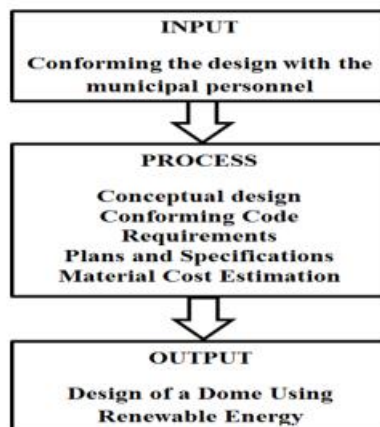 INPUT
Conforming the design with the
municipal personnel
PROCESS
Conceptual design
Conforming Code
Requirements
Plans and Specifications
Material Cost Estimation
OUTPUT
Design of a Dome Using
Renewable Energy